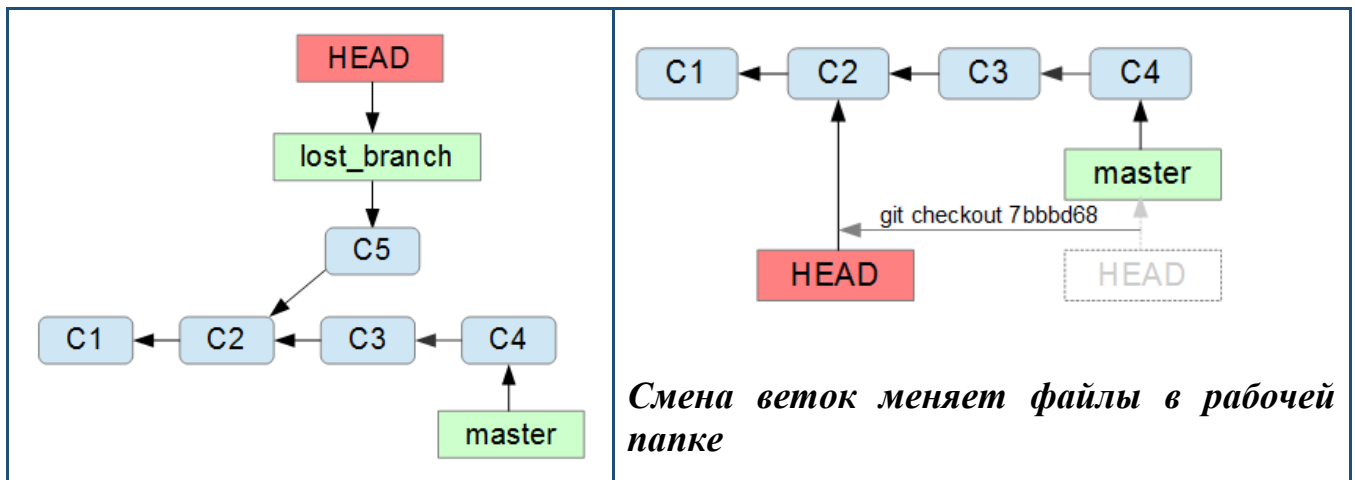 HEAD
lost_branch
C5
C1 C2 C3 C4
master
C1 C2 C3 C4
master
git checkout 7bbbd68
HEAD HEAD
Смена веток меняет файлы в рабочей
папке